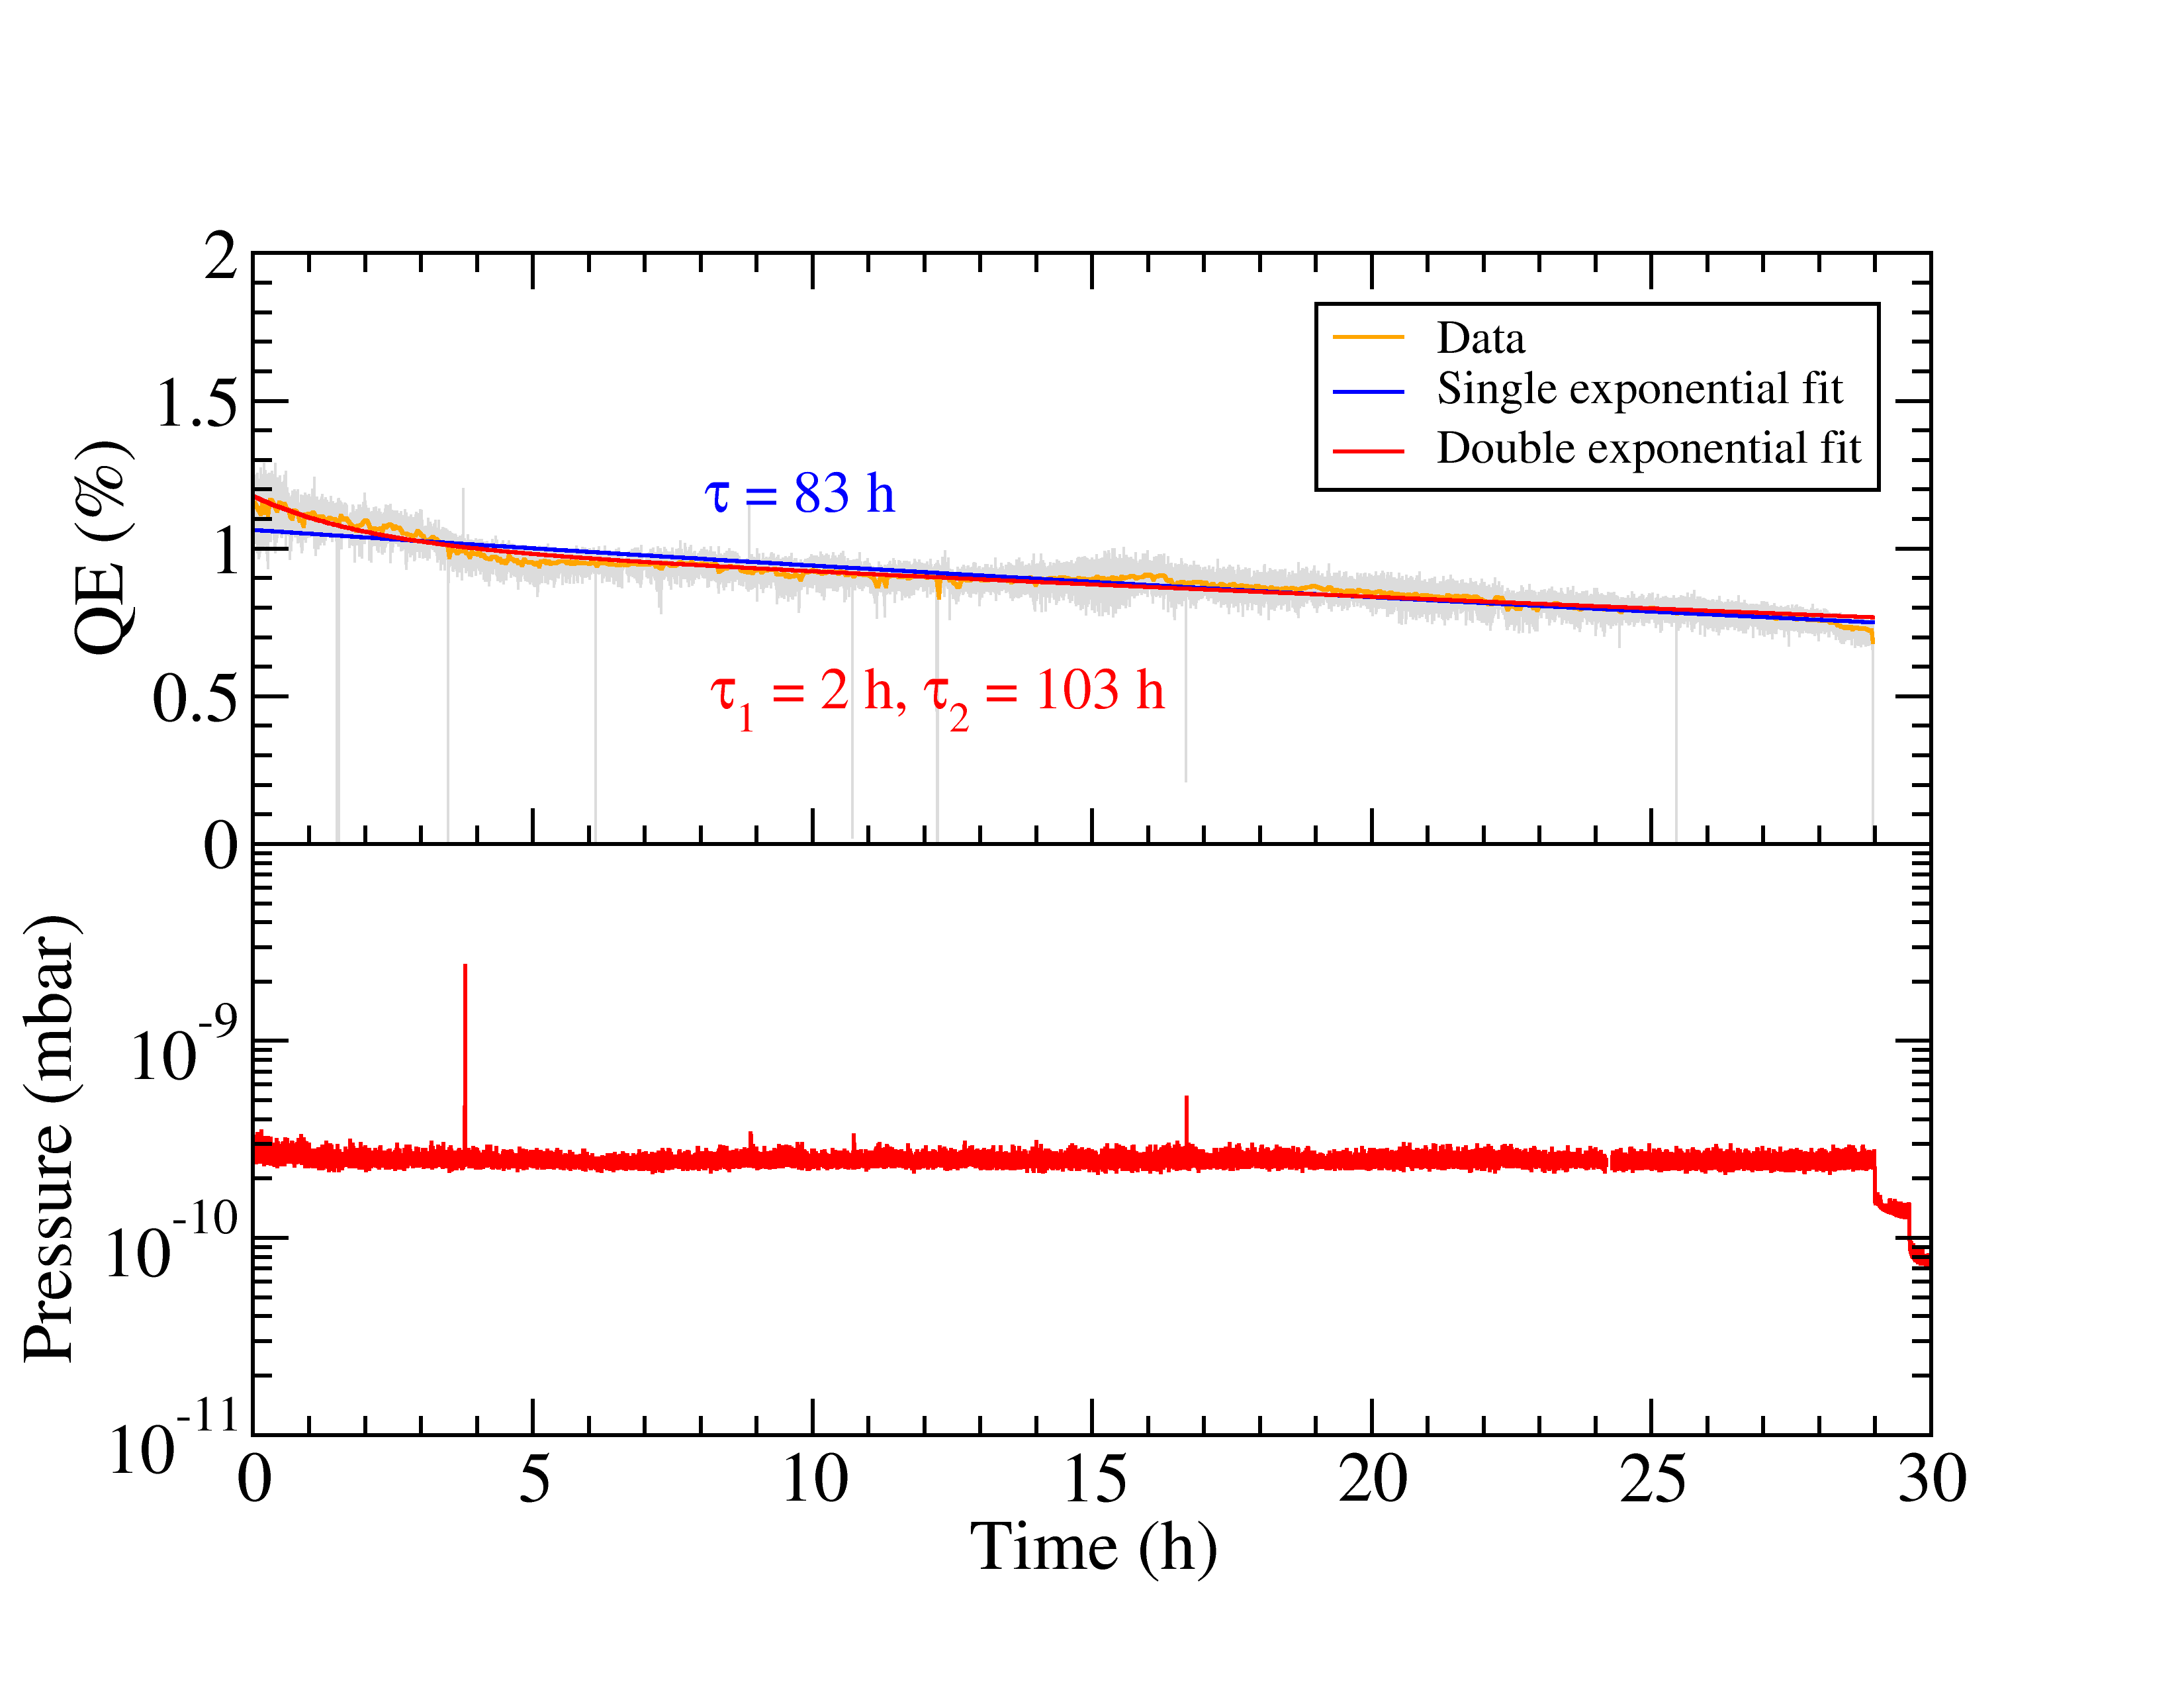 2
1.5
1
0.5
0
QE (%)
Data
Single exponential fit
Double exponential fit
τ = 83 h
τ1 = 2 h, τ2 = 103 h
Pressure (mbar)
10-9
10-10
10-11
0 5 10 15 20 25 30
Time (h)